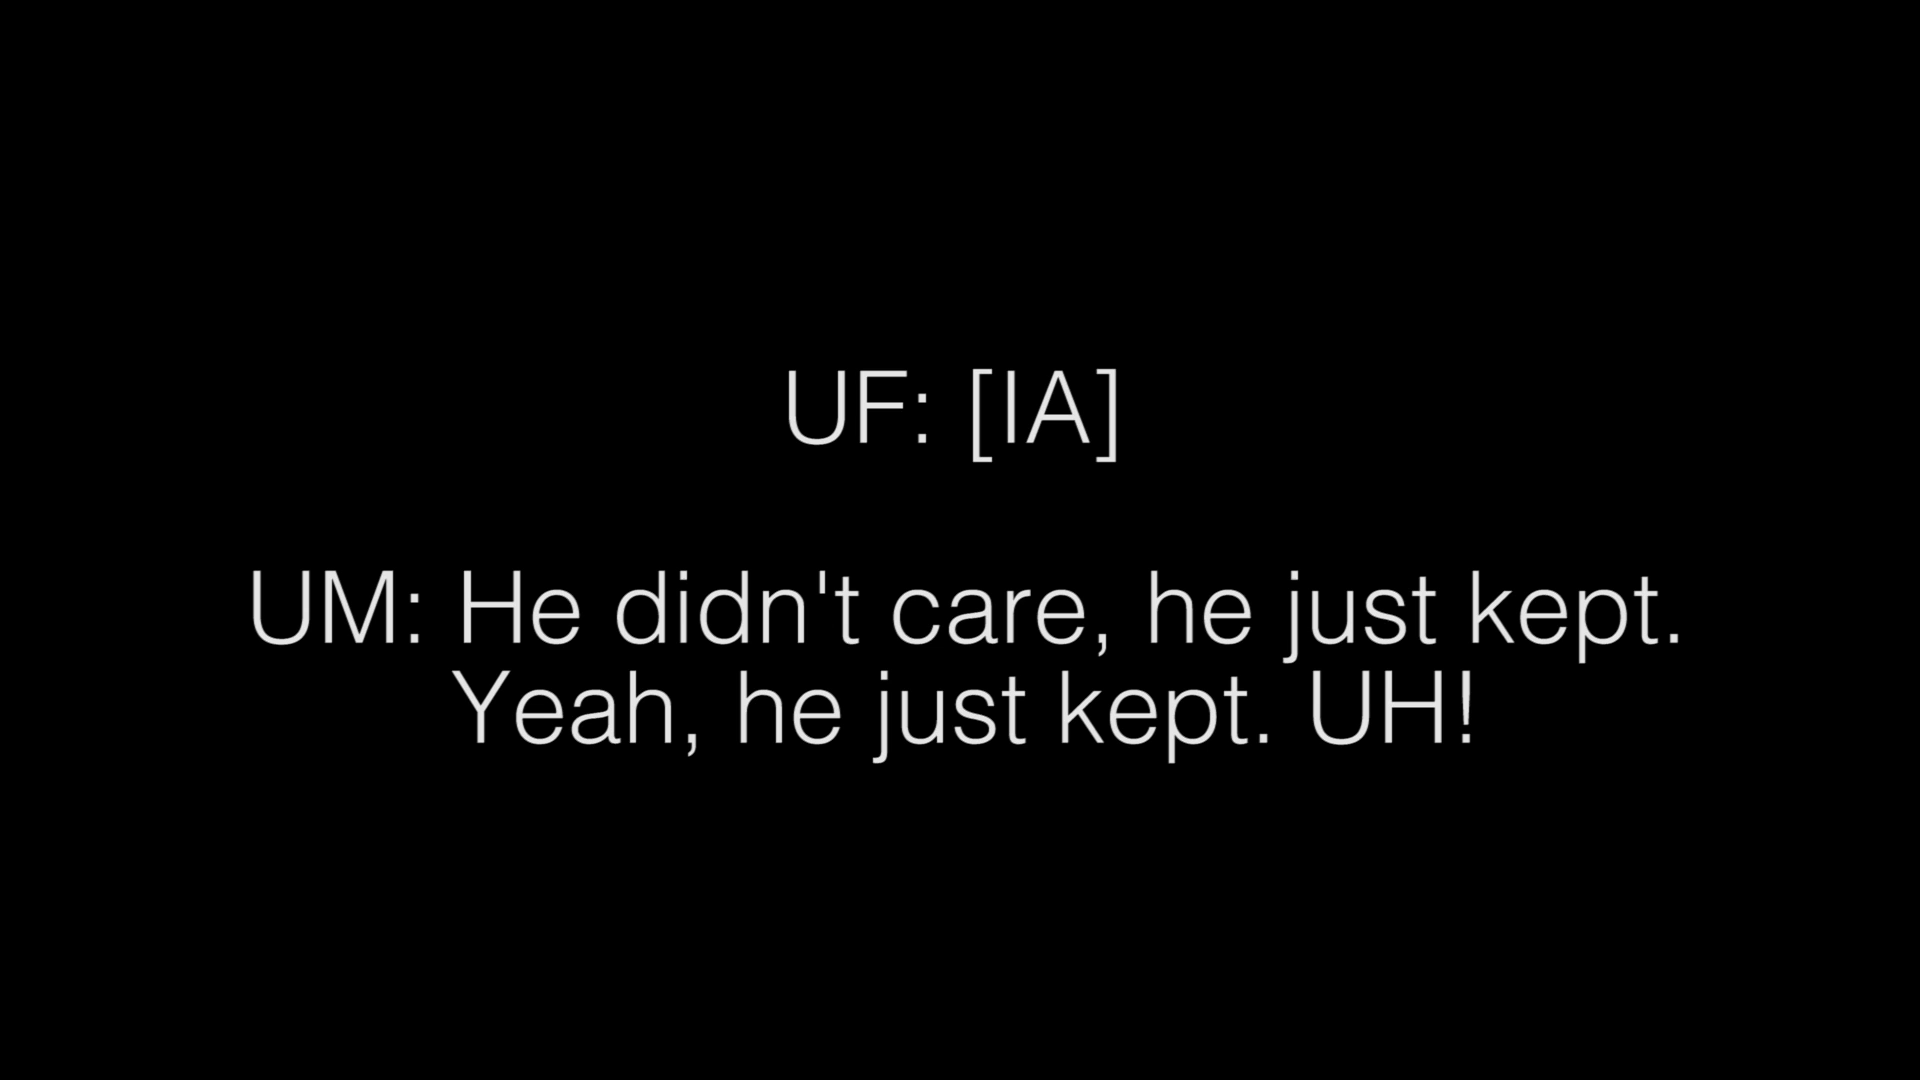 UF: [IA]
UM: He didn't care, he just kept.
Yeah, he just kept. UH!